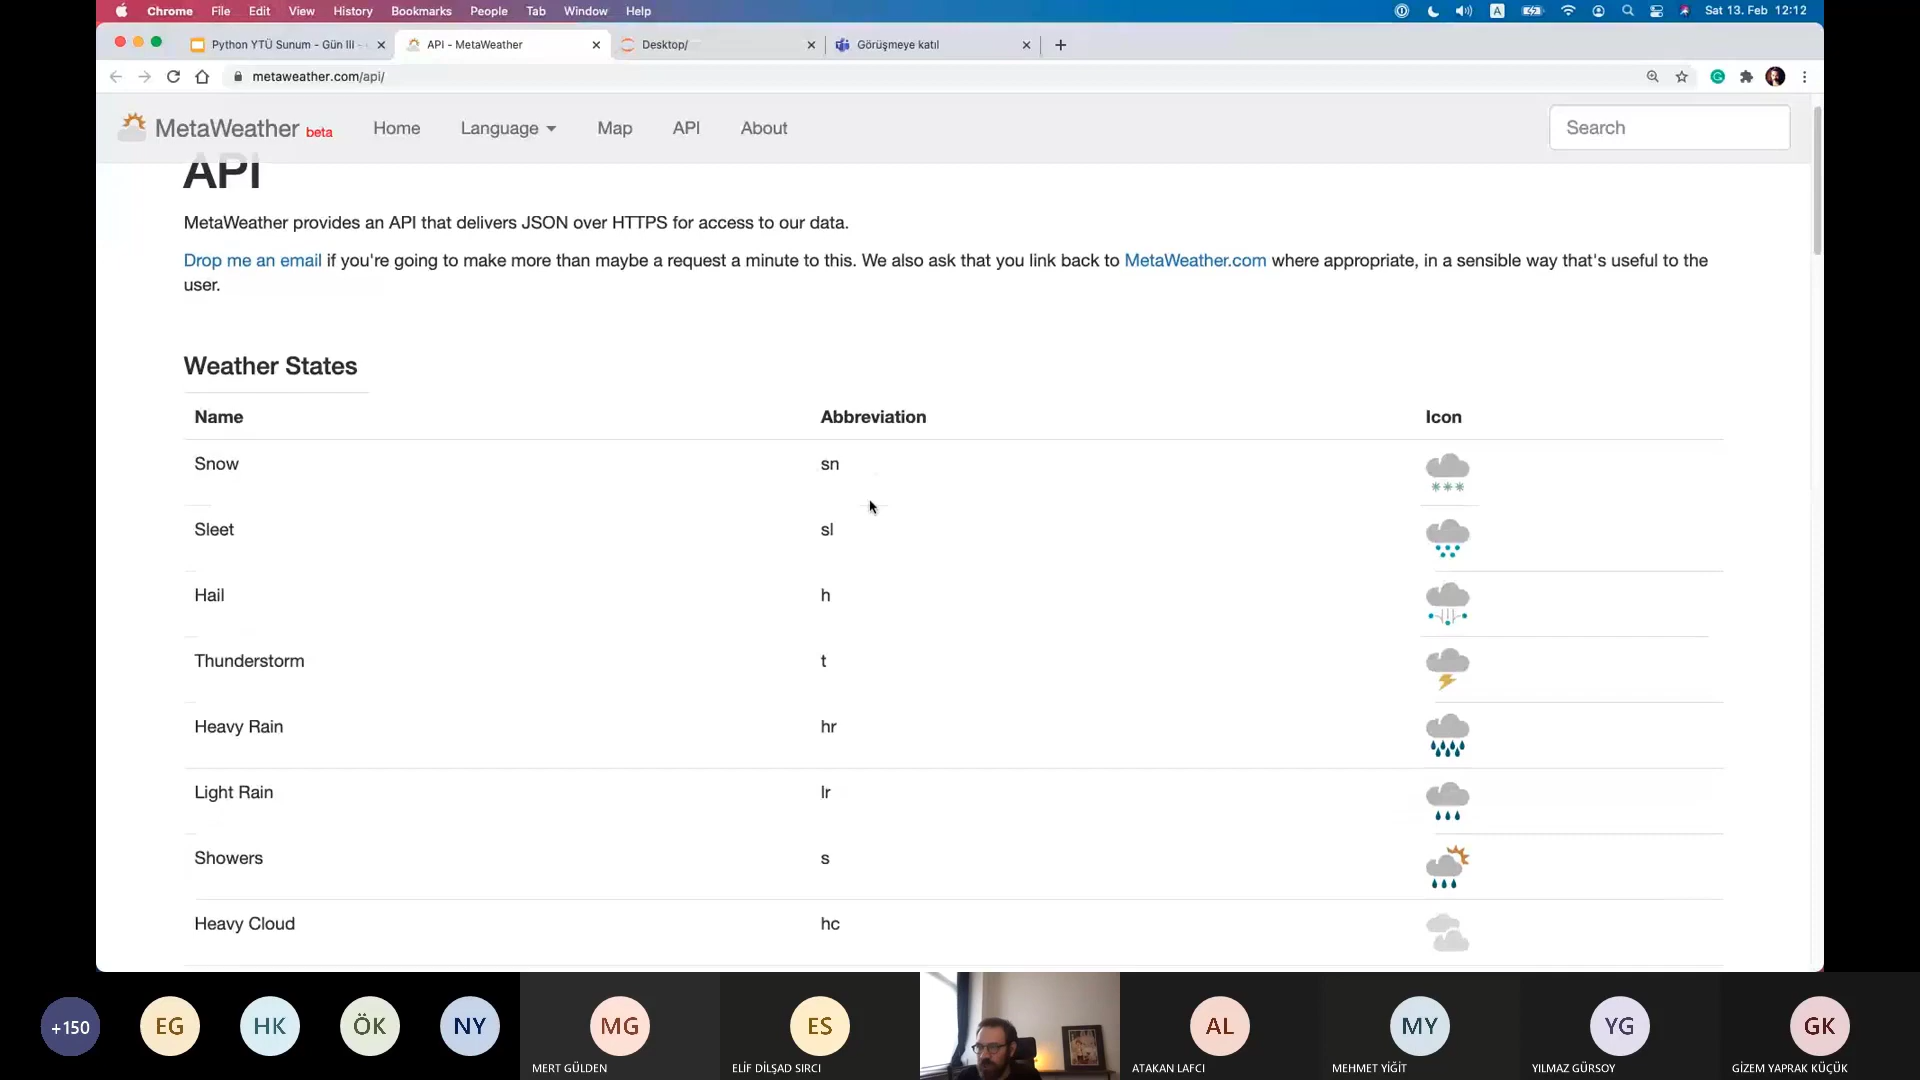 Chrome File Edit View History Bookmarks People Tab Window Help
A
Sat 13. Feb 12:12
Python YTÜ Sunum - Gün III -
API - MetaWeather
Desktop/
Görüşmeye katıl
metaweather.com/api/
MetaWeather beta
Home Language Map API About
Search
API
MetaWeather provides an API that delivers JSON over HTTPS for access to our data.
Drop me an email if you're going to make more than maybe a request a minute to this. We also ask that you link back to MetaWeather.com where appropriate, in a sensible way that's useful to the
user.
Weather States
Name Abbreviation Icon
Snow sn
Sleet sl
Hail h
Thunderstorm t
Heavy Rain hr
Light Rain lr
Showers s
Heavy Cloud hc
+150 EG HK ÖK NY MG ES AL MY YG GK
MERT GÜLDEN ELİF DİLŞAD SIRCI ATAKAN LAFCI MEHMET YİĞİT YILMAZ GÜRSOY GİZEM YAPRAK KÜÇÜK